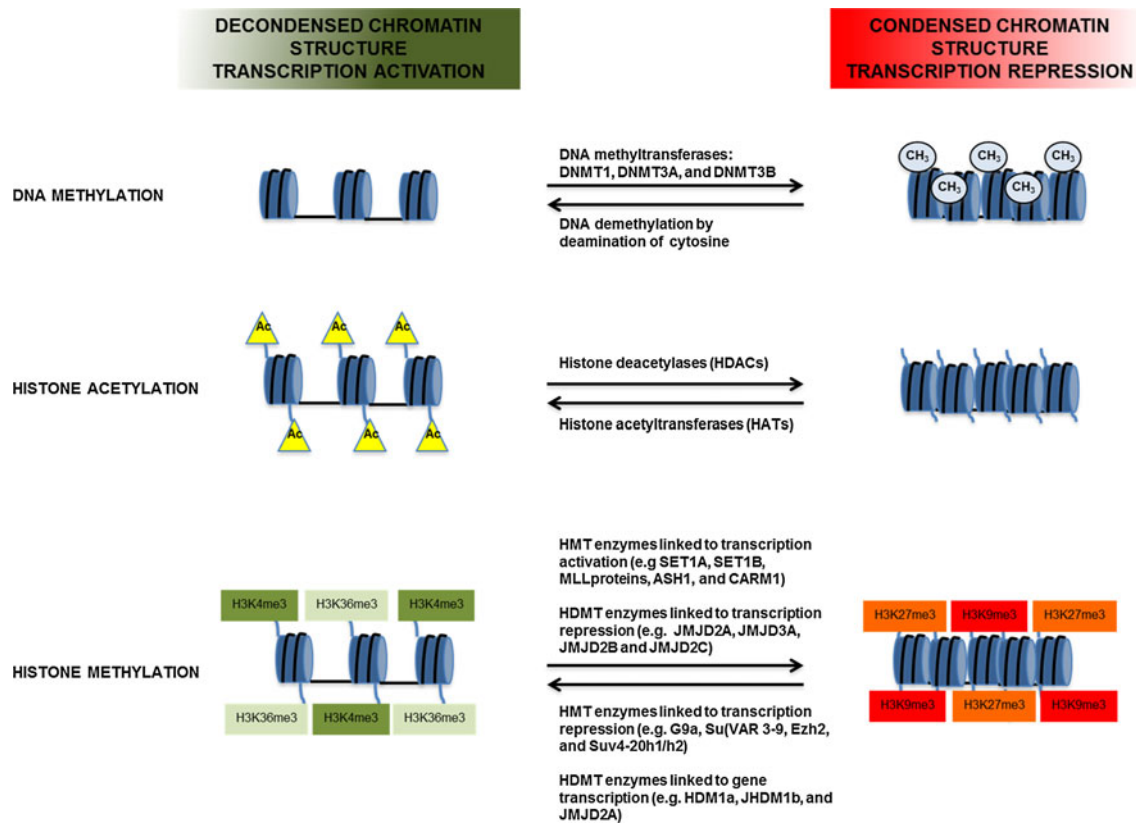 DECONDENSED CHROMATIN
STRUCTURE
TRANSCRIPTION ACTIVATION
CONDENSED CHROMATIN
STRUCTURE
TRANSCRIPTION REPRESSION
DNA METHYLATION
DNA methyltransferases:
DNMT1, DNMT3A, and DNMT3B
DNA demethylation by
deamination of cytosine
CH3 CH3 CH3
CH3 CH3
HISTONE ACETYLATION
Ac Ac Ac
Ac Ac Ac
Histone deacetylases (HDACs)
Histone acetyltransferases (HATs)
HISTONE METHYLATION
H3K4me3 H3K36me3 H3K4me3
H3K36me3 H3K4me3 H3K36me3
HMT enzymes linked to transcription
activation (e.g SET1A, SET1B,
MLLproteins, ASH1, and CARM1)
HDMT enzymes linked to transcription
repression (e.g. JMJD2A, JMJD3A,
JMJD2B and JMJD2C)
HMT enzymes linked to transcription
repression (e.g. G9a, Su(VAR 3-9, Ezh2,
and Suv4-20h1/h2)
HDMT enzymes linked to gene
transcription (e.g. HDM1a, JHDM1b, and
JMJD2A)
H3K27me3 H3K9me3 H3K27me3
H3K9me3 H3K27me3 H3K9me3